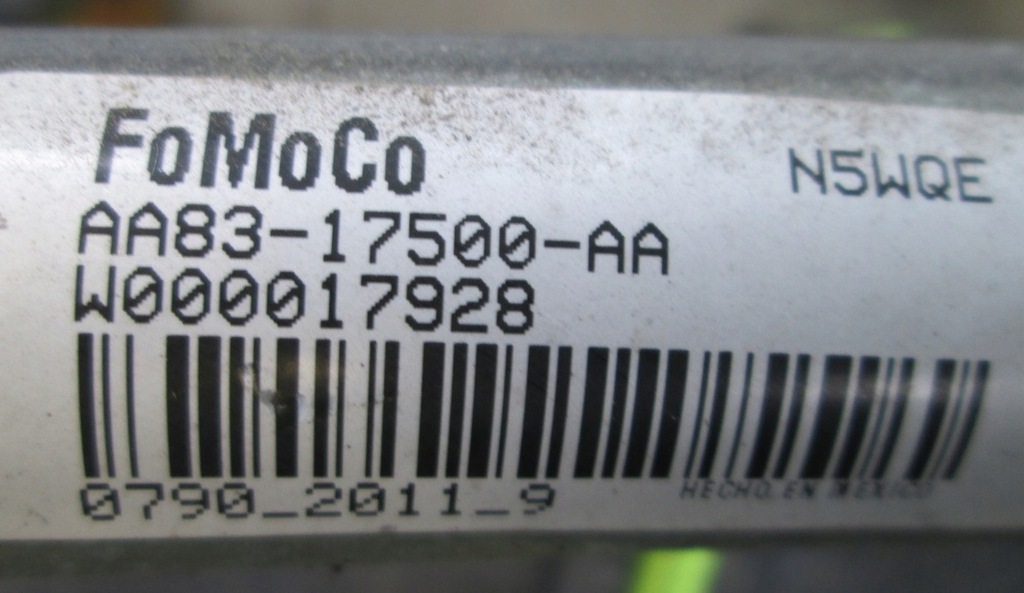 FoMoCo
N5WQE
AA83-17500-AA
W000017928
0790_2011_9
HECHO EN MEXICO